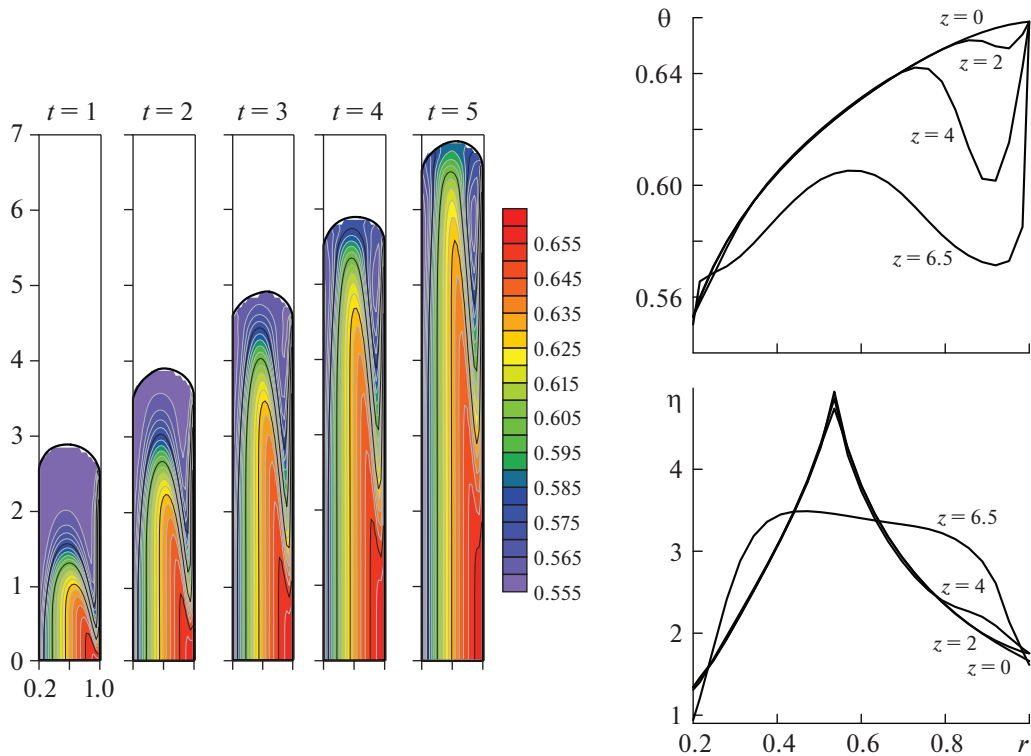 t = 1
t = 2
t = 3
t = 4
t = 5
7
6
5
4
3
2
1
0
0.2
1.0
0.655
0.645
0.635
0.625
0.605
0.595
0.585
0.575
0.565
0.555
θ
0.64
0.60
0.56
z = 0
z = 2
z = 4
z = 6.5
η
4
3
2
1
z = 6.5
z = 4
z = 2
z = 0
0.2
0.4
0.6
0.8
r